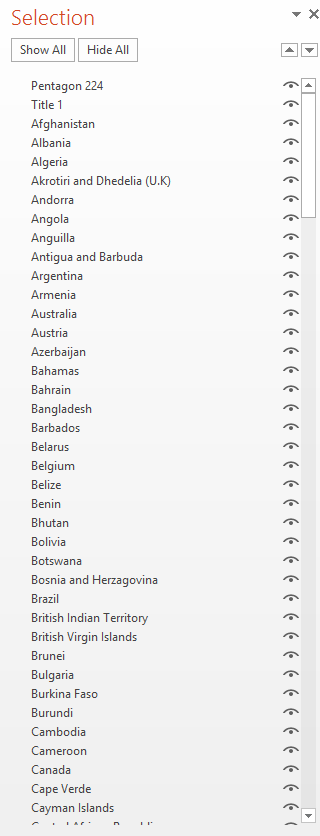 Selection
Show All Hide All
Pentagon 224
Title 1
Afghanistan
Albania
Algeria
Akrotiri and Dhedelia (U.K)
Andorra
Angola
Anguilla
Antigua and Barbuda
Argentina
Armenia
Australia
Austria
Azerbaijan
Bahamas
Bahrain
Bangladesh
Barbados
Belarus
Belgium
Belize
Benin
Bhutan
Bolivia
Botswana
Bosnia and Herzagovina
Brazil
British Indian Territory
British Virgin Islands
Brunei
Bulgaria
Burkina Faso
Burundi
Cambodia
Cameroon
Canada
Cape Verde
Cayman Islands